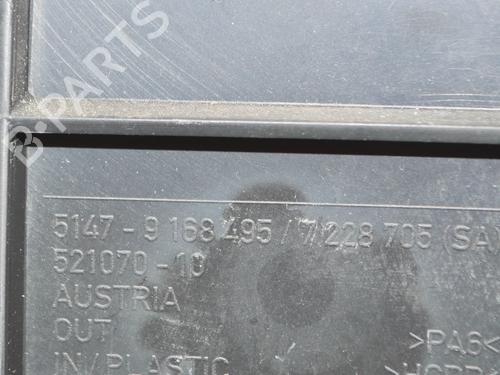 B-PARTS
5147 - 9 168 495 / 7 228 705 (SA
521070 - 10
AUSTRIA
OUT
>PA6<
IN/PLASTIC